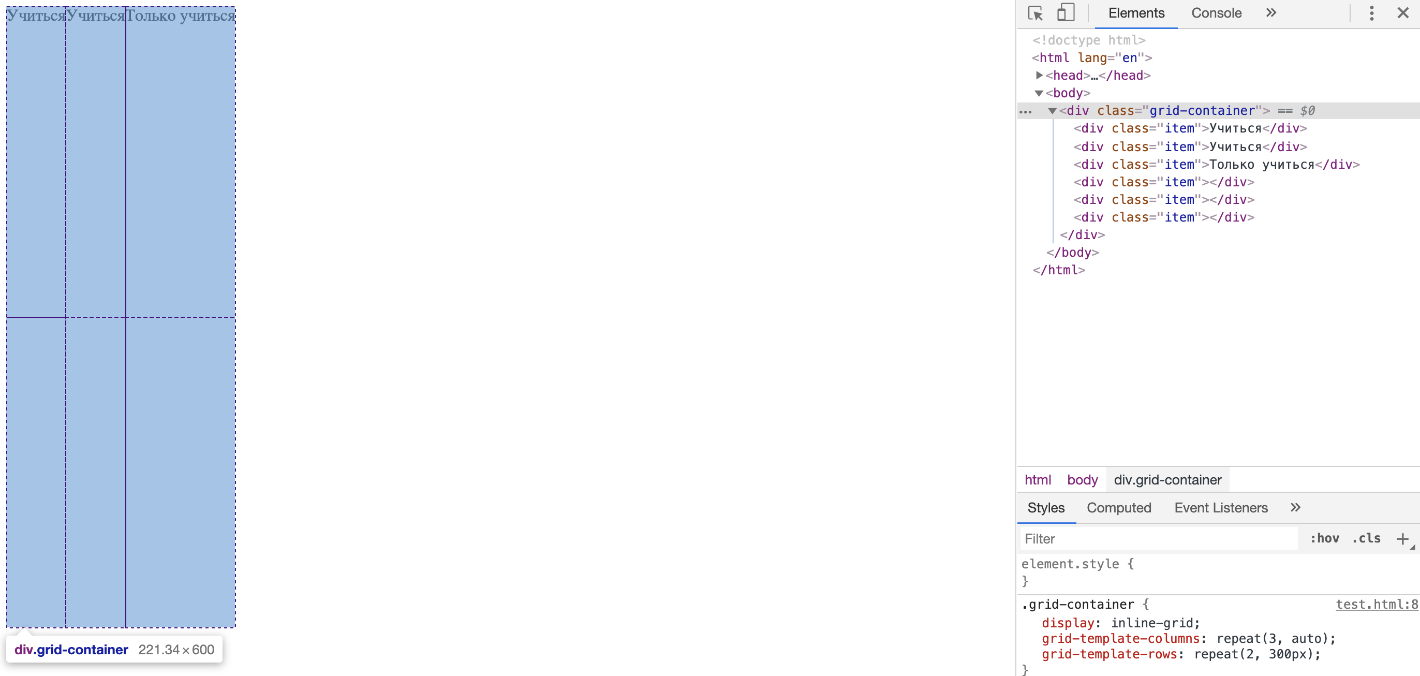 УчитьсяУчитьсяТолько учиться
div.grid-container 221.34 × 600
Elements Console »
<!doctype html>
<html lang="en">
<head>…</head>
<body>
<div class="grid-container"> == $0
<div class="item">Учиться</div>
<div class="item">Учиться</div>
<div class="item">Только учиться</div>
<div class="item"></div>
<div class="item"></div>
<div class="item"></div>
</div>
</body>
</html>
html body div.grid-container
Styles Computed Event Listeners »
Filter :hov .cls +
element.style {
}
.grid-container { test.html:8
display: inline-grid;
grid-template-columns: repeat(3, auto);
grid-template-rows: repeat(2, 300px);
}